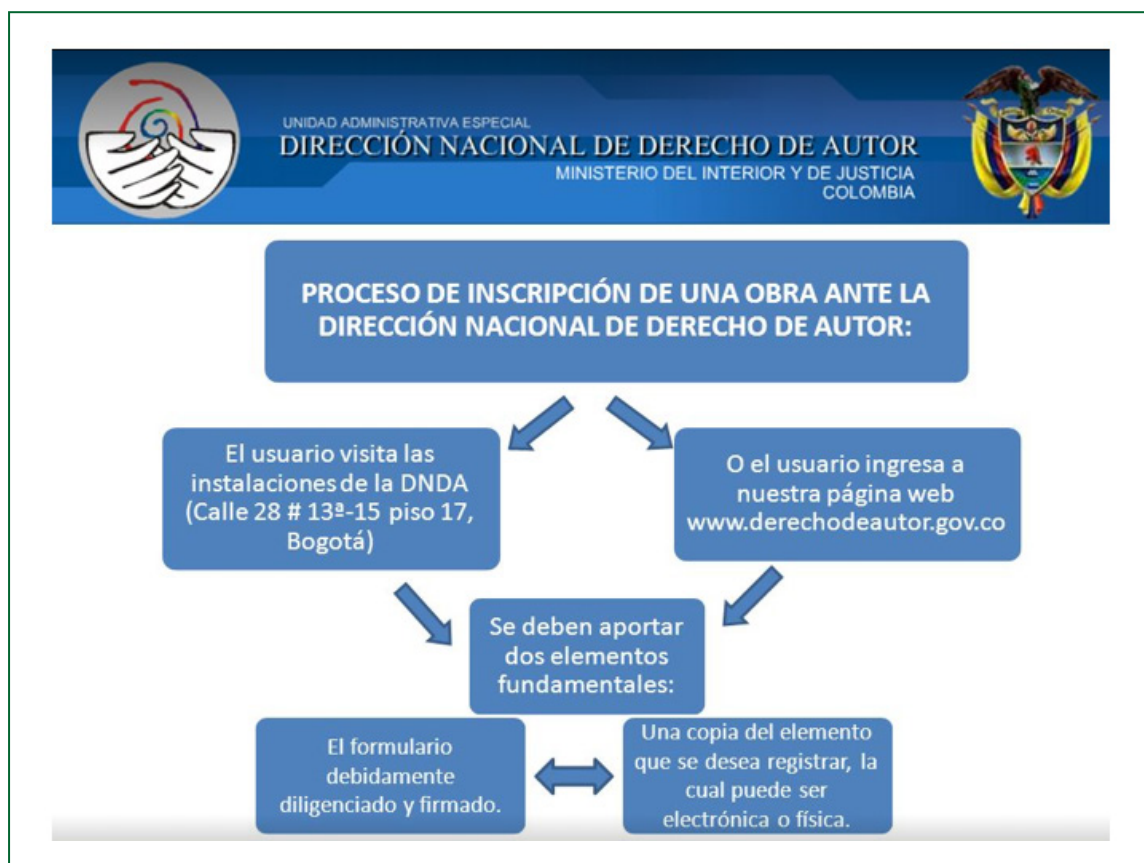 UNIDAD ADMINISTRATIVA ESPECIAL
DIRECCIÓN NACIONAL DE DERECHO DE AUTOR
MINISTERIO DEL INTERIOR Y DE JUSTICIA
COLOMBIA
PROCESO DE INSCRIPCIÓN DE UNA OBRA ANTE LA
DIRECCIÓN NACIONAL DE DERECHO DE AUTOR:
El usuario visita las
instalaciones de la DNDA
(Calle 28 # 13ª-15 piso 17,
Bogotá)
O el usuario ingresa a
nuestra página web
www.derechodeautor.gov.co
Se deben aportar
dos elementos
fundamentales:
El formulario
debidamente
diligenciado y firmado.
Una copia del elemento
que se desea registrar, la
cual puede ser
electrónica o física.